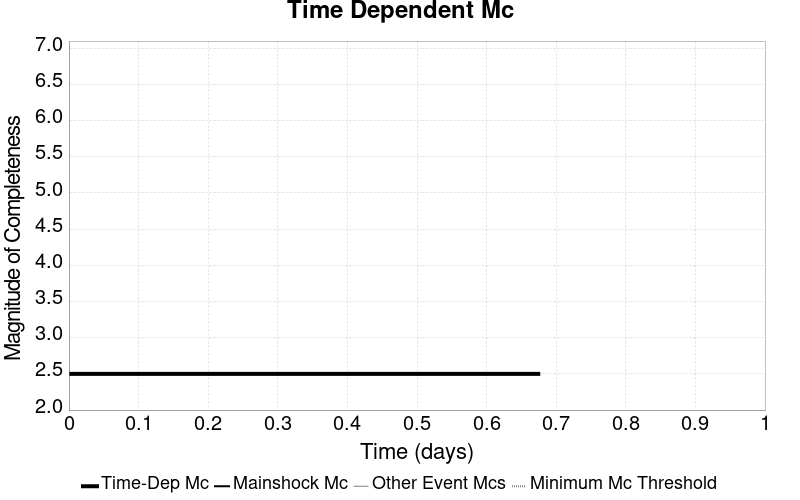 Time Dependent Mc
Magnitude of Completeness
7.0
6.5
6.0
5.5
5.0
4.5
4.0
3.5
3.0
2.5
2.0
0 0.1 0.2 0.3 0.4 0.5 0.6 0.7 0.8 0.9 1
Time (days)
Time-Dep Mc Mainshock Mc Other Event Mcs Minimum Mc Threshold